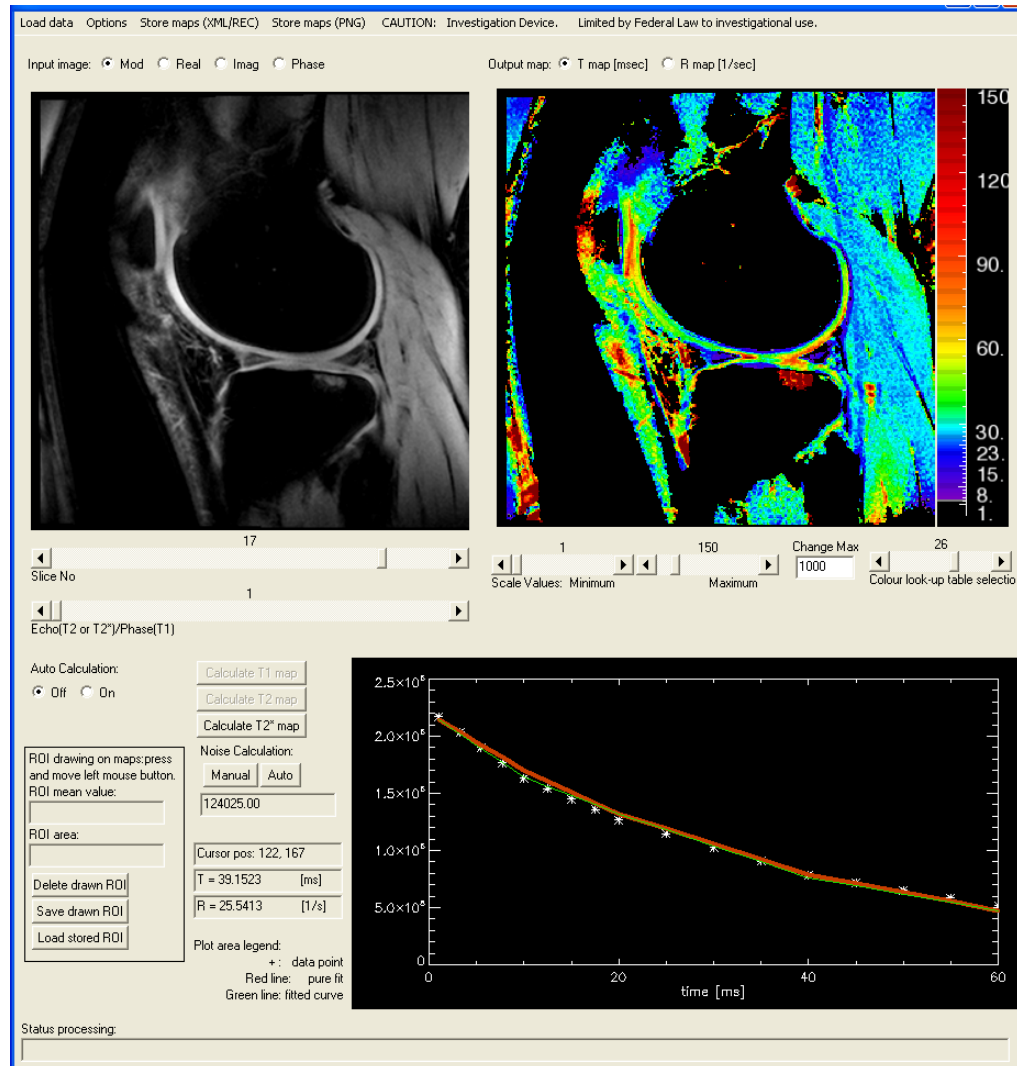 Load data Options Store maps (XML/REC) Store maps (PNG) CAUTION: Investigation Device. Limited by Federal Law to investigational use.
Input image: Mod Real Imag Phase
Output map: T map [msec] R map [1/sec]
150
120
90.
60.
30.
23.
15.
8.
1.
17
Slice No
1
Echo(T2 or T2*)/Phase(T1)
1 150 Change Max 26
1000
Scale Values: Minimum Maximum Colour look-up table selectio
Auto Calculation:
Off On
Calculate T1 map
Calculate T2 map
Calculate T2* map
Noise Calculation:
Manual Auto
124025.00
ROI drawing on maps:press
and move left mouse button.
ROI mean value:
ROI area:
Delete drawn ROI
Save drawn ROI
Load stored ROI
Cursor pos: 122, 167
T = 39.1523 [ms]
R = 25.5413 [1/s]
Plot area legend:
+ : data point
Red line: pure fit
Green line: fitted curve
2.5×10⁶
2.0×10⁶
1.5×10⁶
1.0×10⁶
5.0×10⁵
0
0 20 40 60
time [ms]
Status processing: